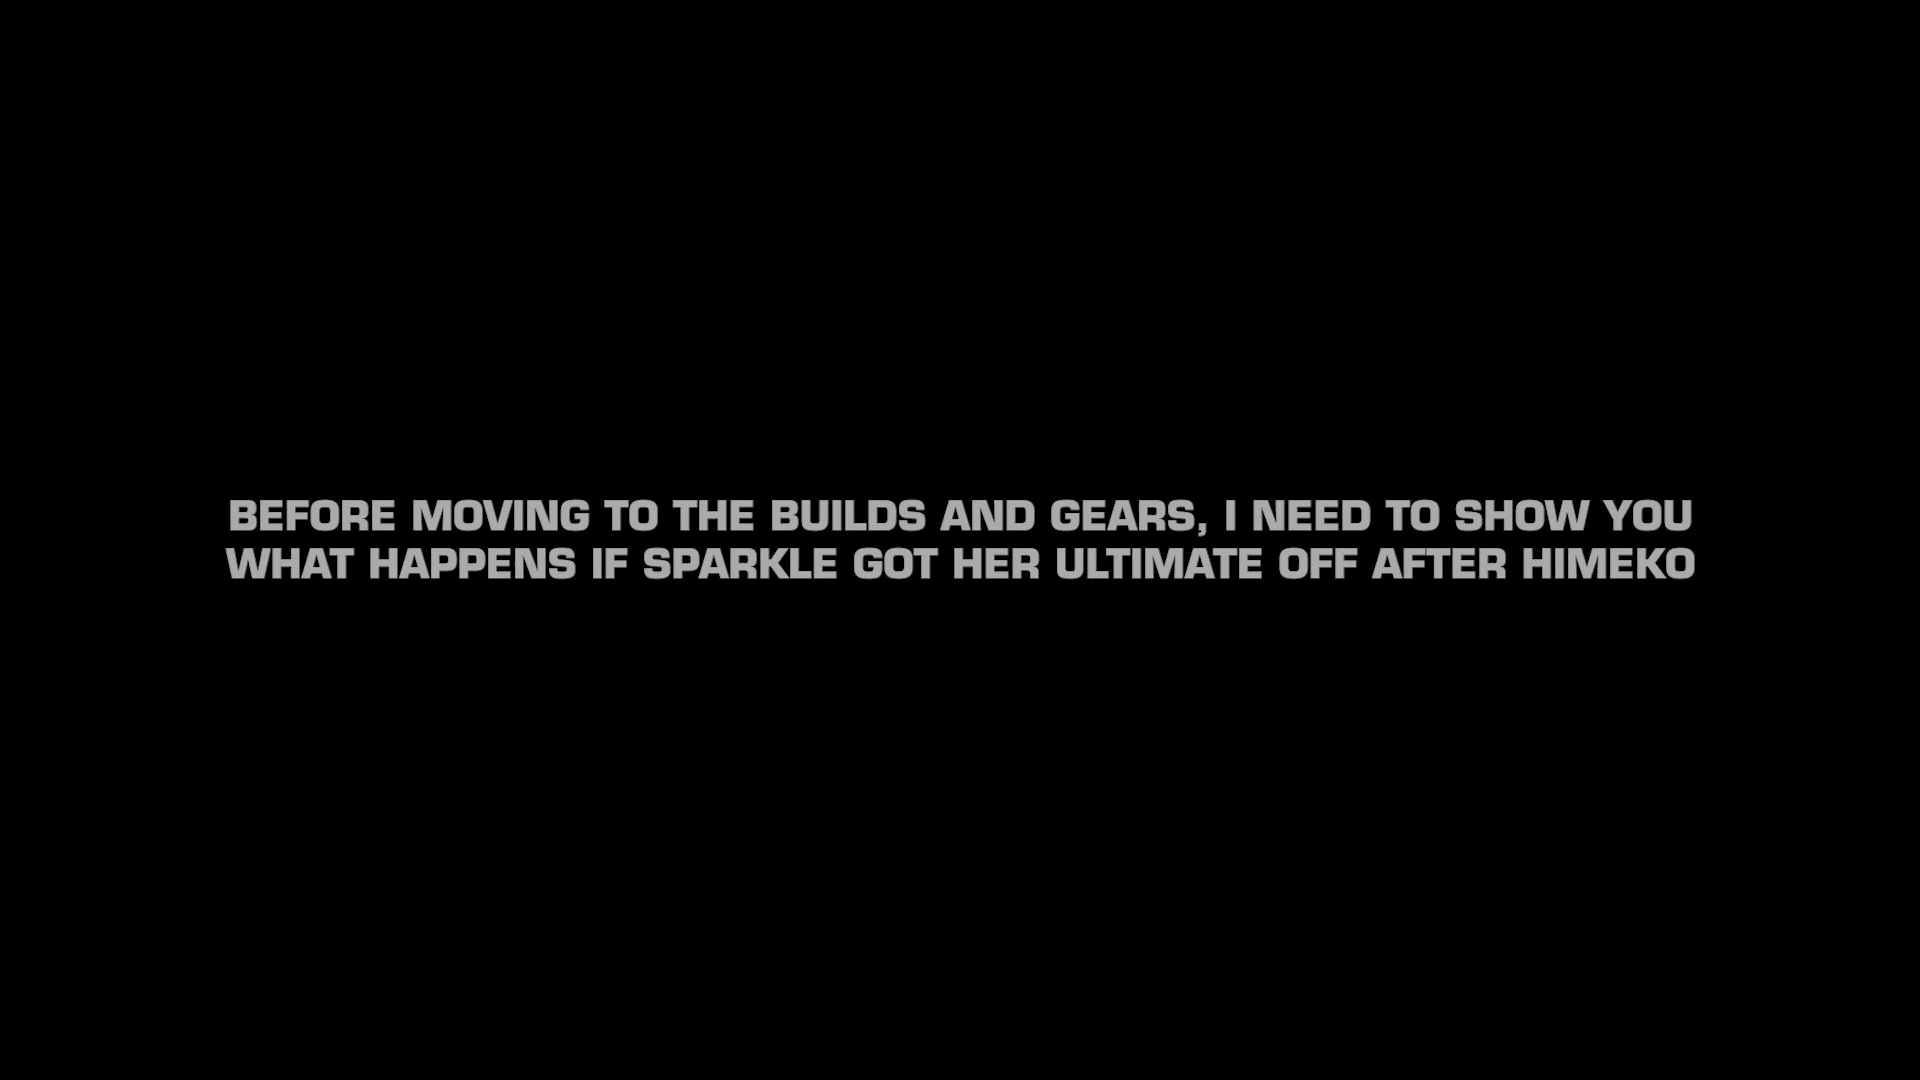 BEFORE MOVING TO THE BUILDS AND GEARS, I NEED TO SHOW YOU
WHAT HAPPENS IF SPARKLE GOT HER ULTIMATE OFF AFTER HIMEKO